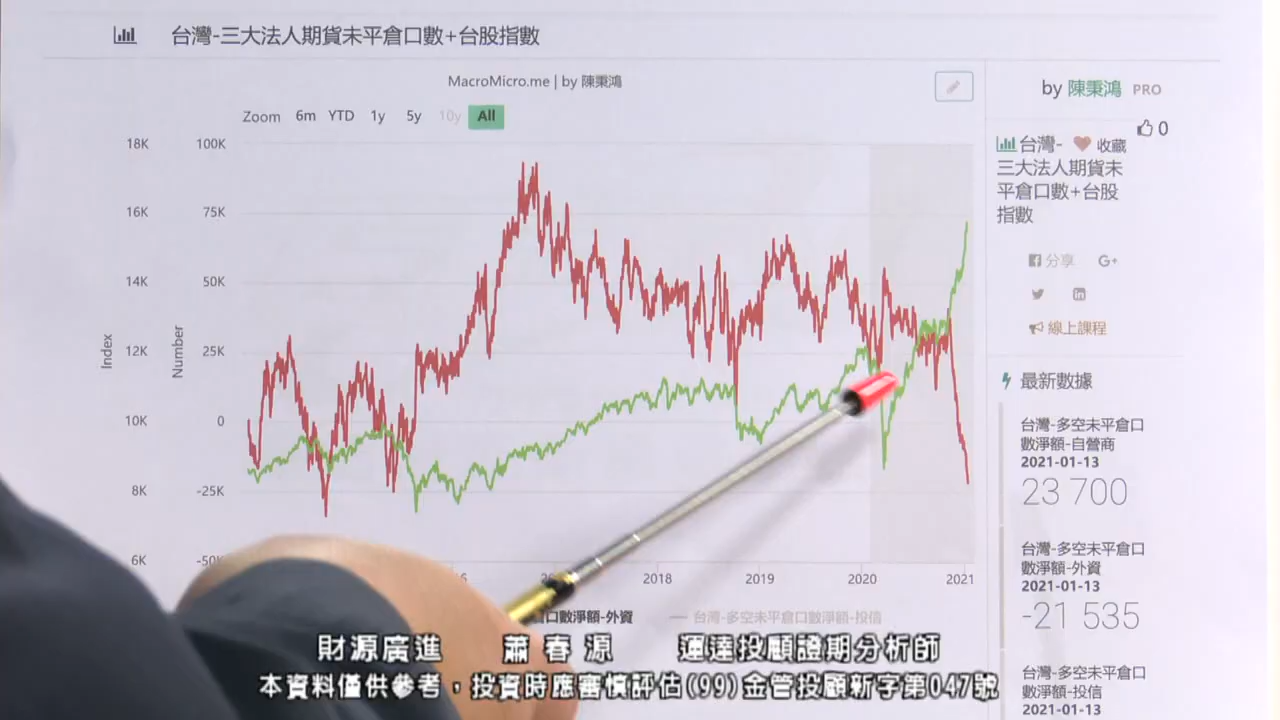 台灣-三大法人期貨未平倉口數+台股指數
MacroMicro.me | by 陳秉鴻
Zoom 6m YTD 1y 5y 10y All
18K 100K
16K 75K
14K 50K
12K 25K
10K 0
8K -25K
6K
Index
Number
2018 2019 2020 2021
口數淨額-外資 台灣-多空未平倉口數淨額-投信
by 陳秉鴻 PRO
0
台灣- 收藏
三大法人期貨未
平倉口數+台股
指數
分享 G+
線上課程
最新數據
台灣-多空未平倉口
數淨額-自營商
2021-01-13
23 700
台灣-多空未平倉口
數淨額-外資
2021-01-13
-21 535
台灣-多空未平倉口
數淨額-投信
2021-01-13
財源廣進 蕭春源 運達投顧證期分析師
本資料僅供參考，投資時應審慎評估(99)金管投顧新字第047號